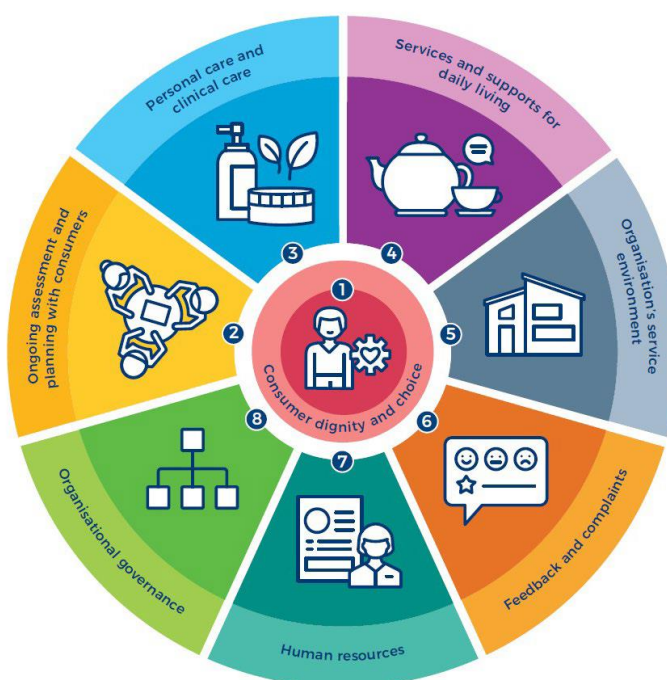 1
Consumer dignity and choice
2
Ongoing assessment and
planning with consumers
3
Personal care and
clinical care
4
Services and supports for
daily living
5
Organisation's service
environment
6
Feedback and complaints
7
Human resources
8
Organisational governance